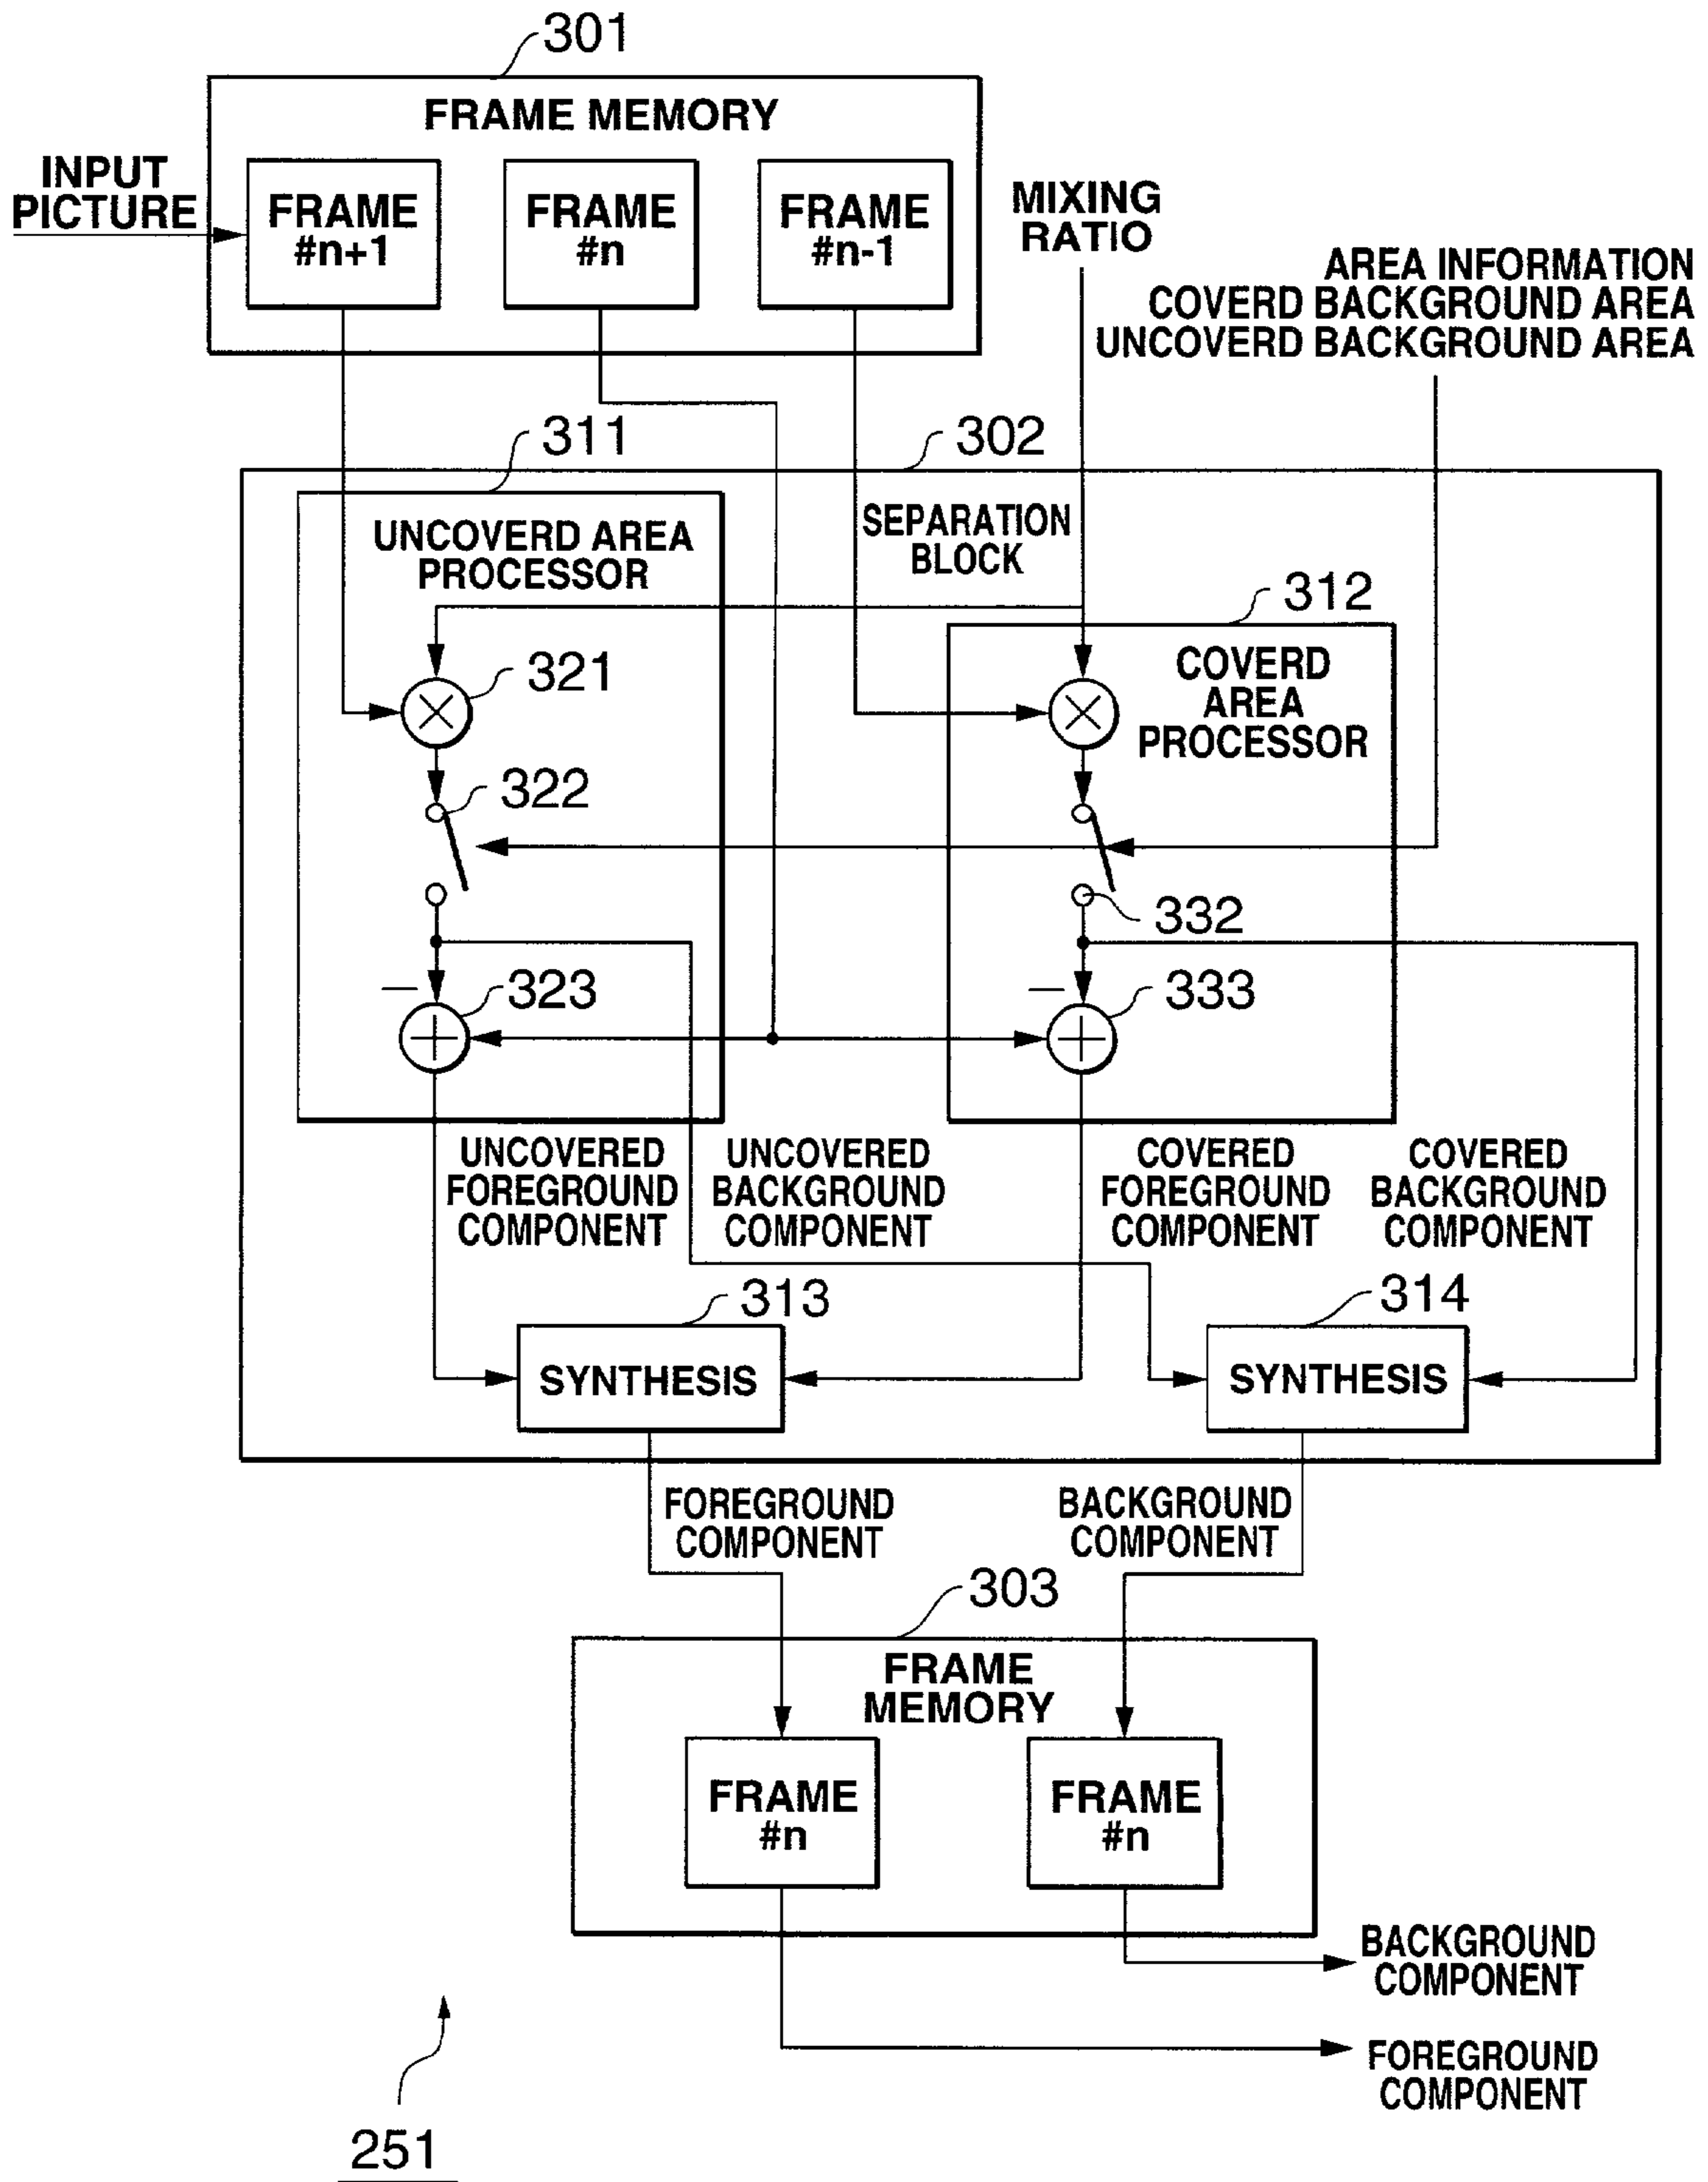 301
FRAME MEMORY
INPUT
PICTURE
FRAME
#n+1
FRAME
#n
FRAME
#n-1
MIXING
RATIO
AREA INFORMATION
COVERD BACKGROUND AREA
UNCOVERD BACKGROUND AREA
311
302
UNCOVERD AREA
PROCESSOR
SEPARATION
BLOCK
312
COVERD
AREA
PROCESSOR
321
322
332
323
333
UNCOVERED
FOREGROUND
COMPONENT
UNCOVERED
BACKGROUND
COMPONENT
COVERED
FOREGROUND
COMPONENT
COVERED
BACKGROUND
COMPONENT
313
314
SYNTHESIS
SYNTHESIS
FOREGROUND
COMPONENT
BACKGROUND
COMPONENT
303
FRAME
MEMORY
FRAME
#n
FRAME
#n
BACKGROUND
COMPONENT
FOREGROUND
COMPONENT
251